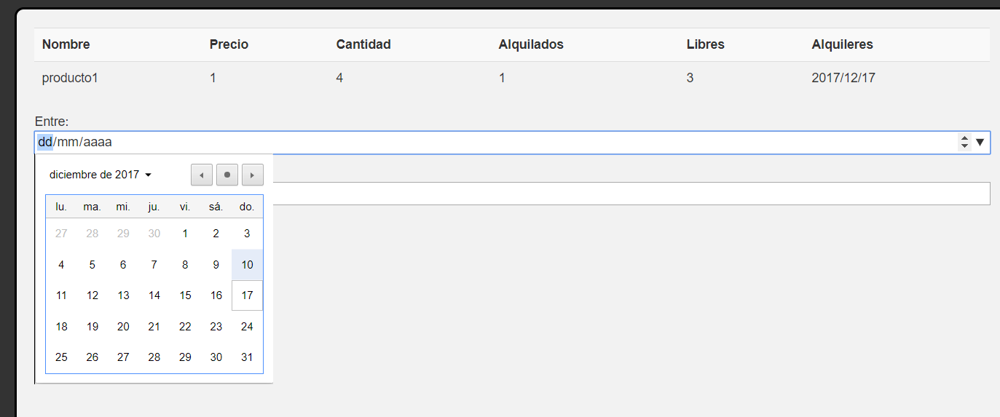 Nombre Precio Cantidad Alquilados Libres Alquileres
producto1 1 4 1 3 2017/12/17
Entre:
dd/mm/aaaa
diciembre de 2017
lu. ma. mi. ju. vi. sá. do.
27 28 29 30 1 2 3
4 5 6 7 8 9 10
11 12 13 14 15 16 17
18 19 20 21 22 23 24
25 26 27 28 29 30 31